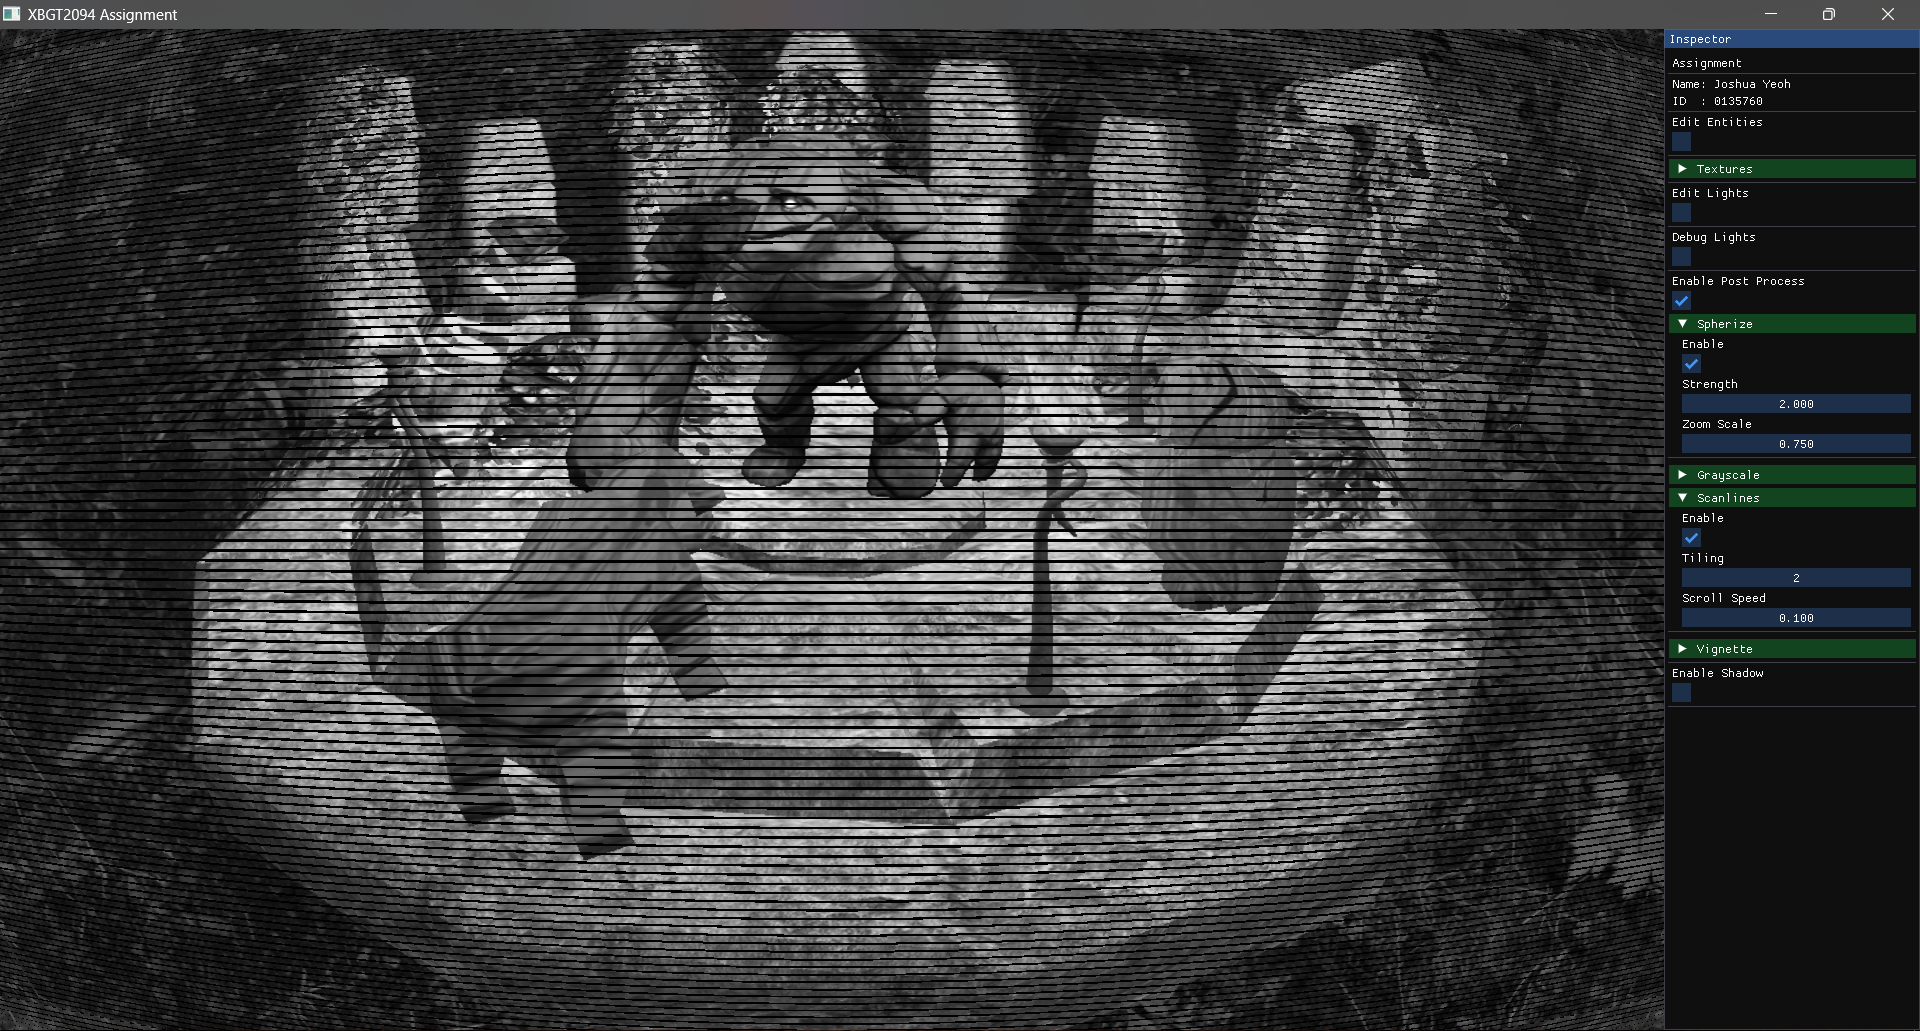 XBGT2094 Assignment
Inspector
Assignment
Name: Joshua Yeoh
ID  : 0135760
Edit Entities
Textures
Edit Lights
Debug Lights
Enable Post Process
Spherize
Enable
Strength
2.000
Zoom Scale
0.750
Grayscale
Scanlines
Enable
Tiling
2
Scroll Speed
0.100
Vignette
Enable Shadow